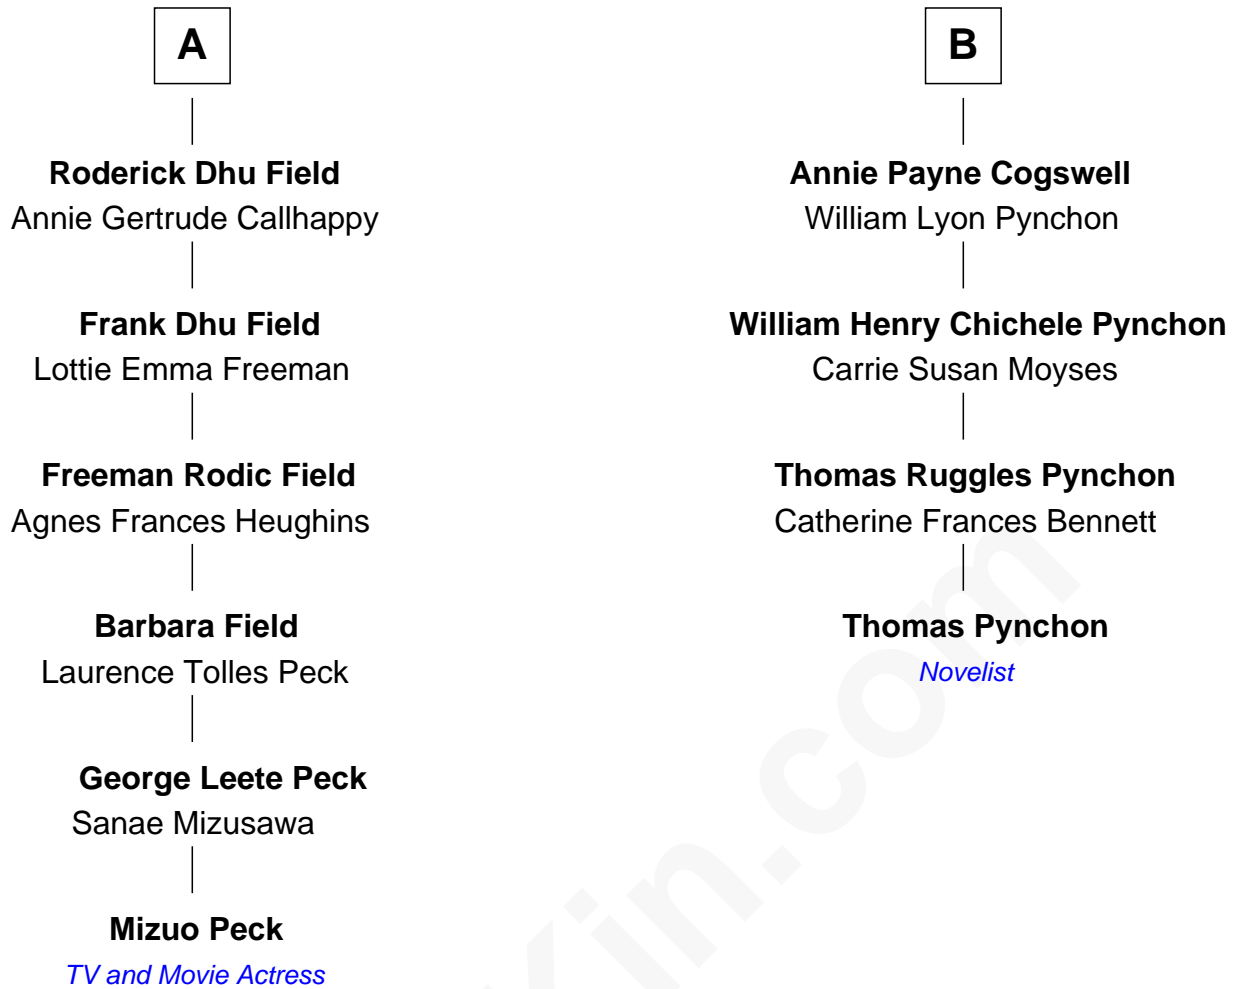 A
Roderick Dhu Field
Annie Gertrude Callhappy
Frank Dhu Field
Lottie Emma Freeman
Freeman Rodic Field
Agnes Frances Heughins
Barbara Field
Laurence Tolles Peck
George Leete Peck
Sanae Mizusawa
Mizuo Peck
TV and Movie Actress
B
Annie Payne Cogswell
William Lyon Pynchon
William Henry Chichele Pynchon
Carrie Susan Moyses
Thomas Ruggles Pynchon
Catherine Frances Bennett
Thomas Pynchon
Novelist
in.com